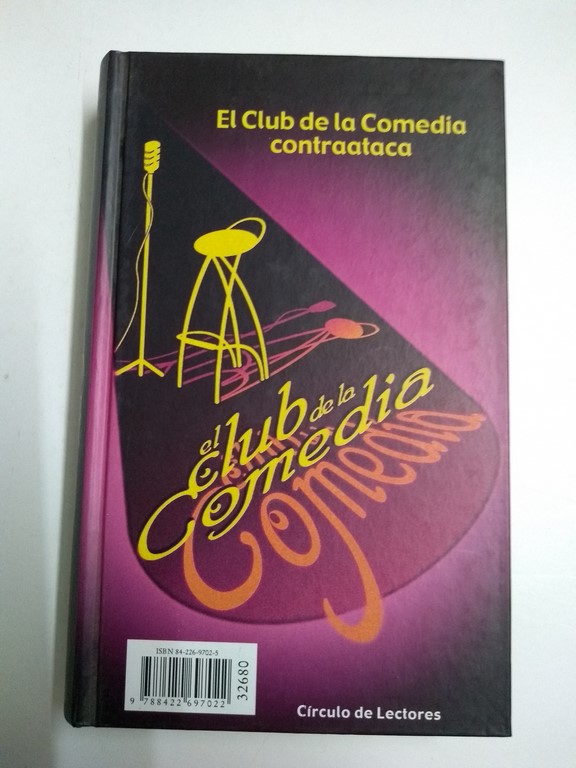 El Club de la Comedia
contraataca
el
club de la
Comedia
ISBN 84-226-9702-5
32680
9 788422 697022
Círculo de Lectores